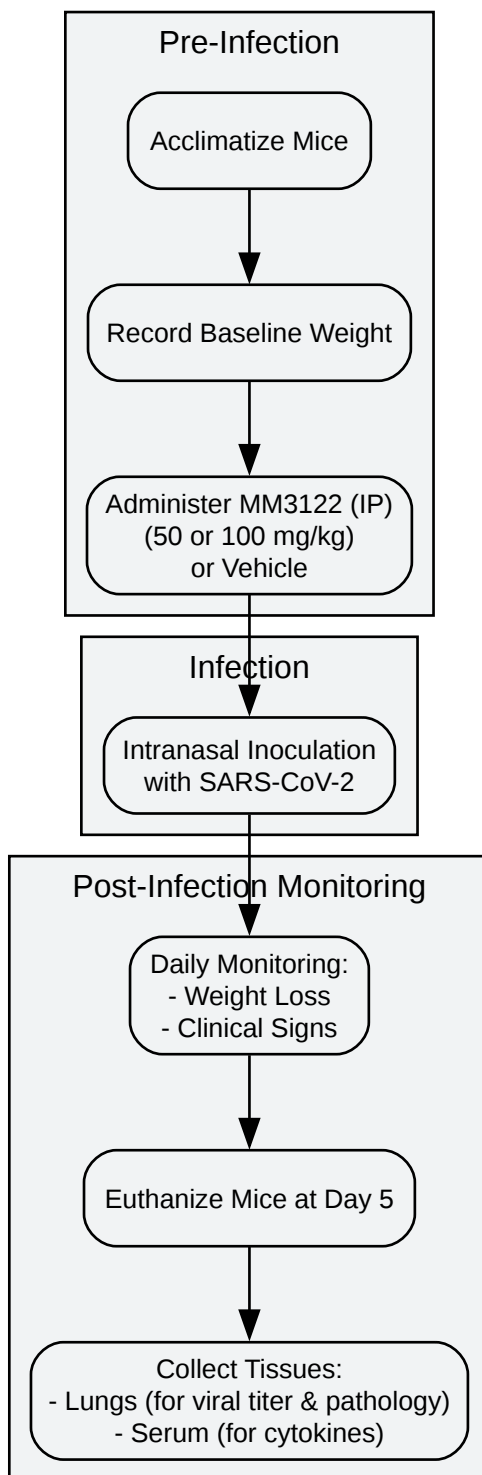 Pre-Infection
Acclimatize Mice
Record Baseline Weight
Administer MM3122 (IP)
(50 or 100 mg/kg)
or Vehicle
Infection
Intranasal Inoculation
with SARS-CoV-2
Post-Infection Monitoring
Daily Monitoring:
- Weight Loss
- Clinical Signs
Euthanize Mice at Day 5
Collect Tissues:
- Lungs (for viral titer & pathology)
- Serum (for cytokines)